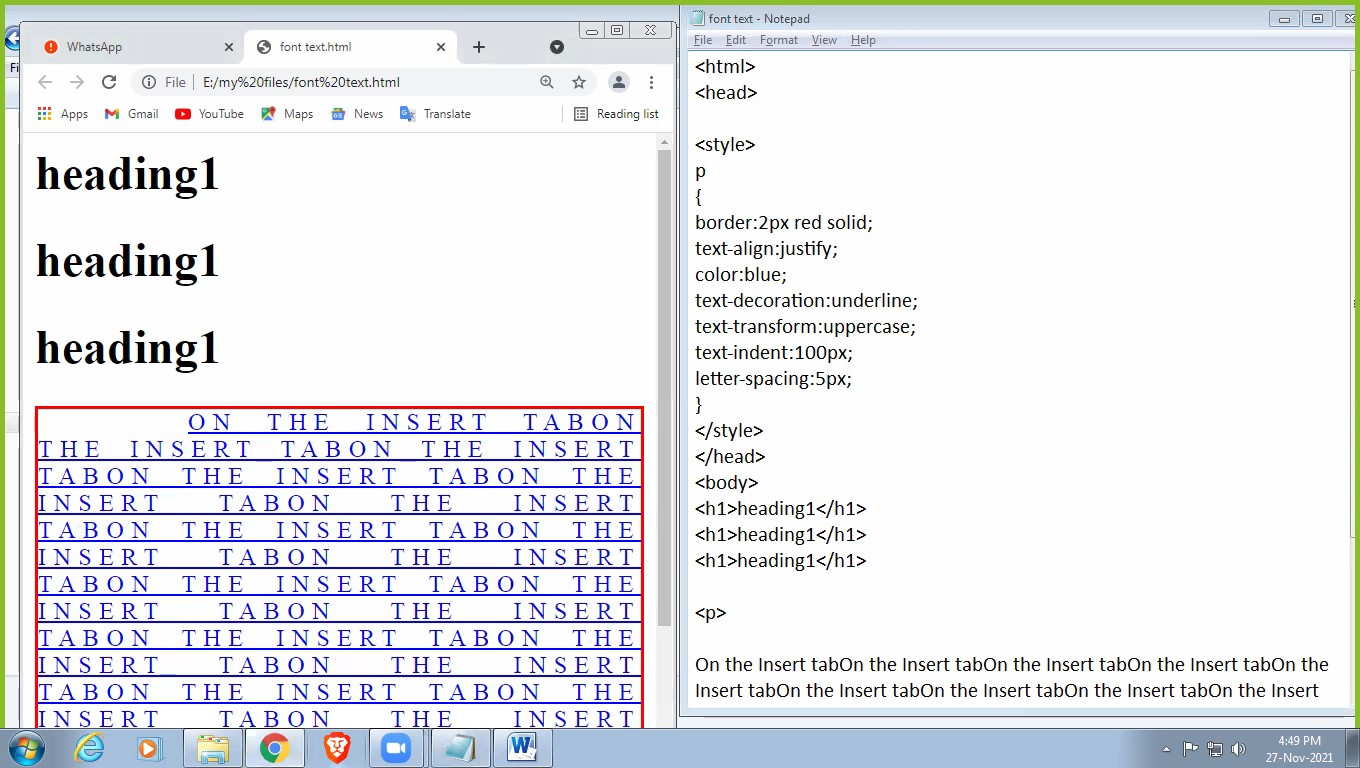 WhatsApp
font text.html
File
E:/my%20files/font%20text.html
Apps
Gmail
YouTube
Maps
News
Translate
Reading list
heading1
heading1
heading1
ON THE INSERT TABON
THE INSERT TABON THE INSERT
TABON THE INSERT TABON THE
INSERT TABON THE INSERT
TABON THE INSERT TABON THE
INSERT TABON THE INSERT
TABON THE INSERT TABON THE
INSERT TABON THE INSERT
TABON THE INSERT TABON THE
INSERT TABON THE INSERT
TABON THE INSERT TABON THE
INSERT TABON THE INSERT
font text - Notepad
File Edit Format View Help
<html>
<head>
<style>
p
{
border:2px red solid;
text-align:justify;
color:blue;
text-decoration:underline;
text-transform:uppercase;
text-indent:100px;
letter-spacing:5px;
}
</style>
</head>
<body>
<h1>heading1</h1>
<h1>heading1</h1>
<h1>heading1</h1>
<p>
On the Insert tabOn the Insert tabOn the Insert tabOn the Insert tabOn the
Insert tabOn the Insert tabOn the Insert tabOn the Insert tabOn the Insert
4:49 PM
27-Nov-2021